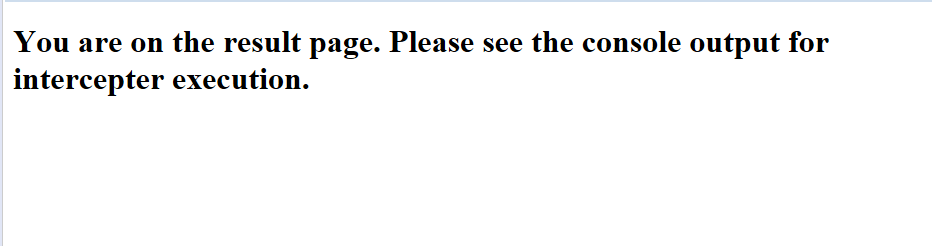 You are on the result page. Please see the console output for
intercepter execution.